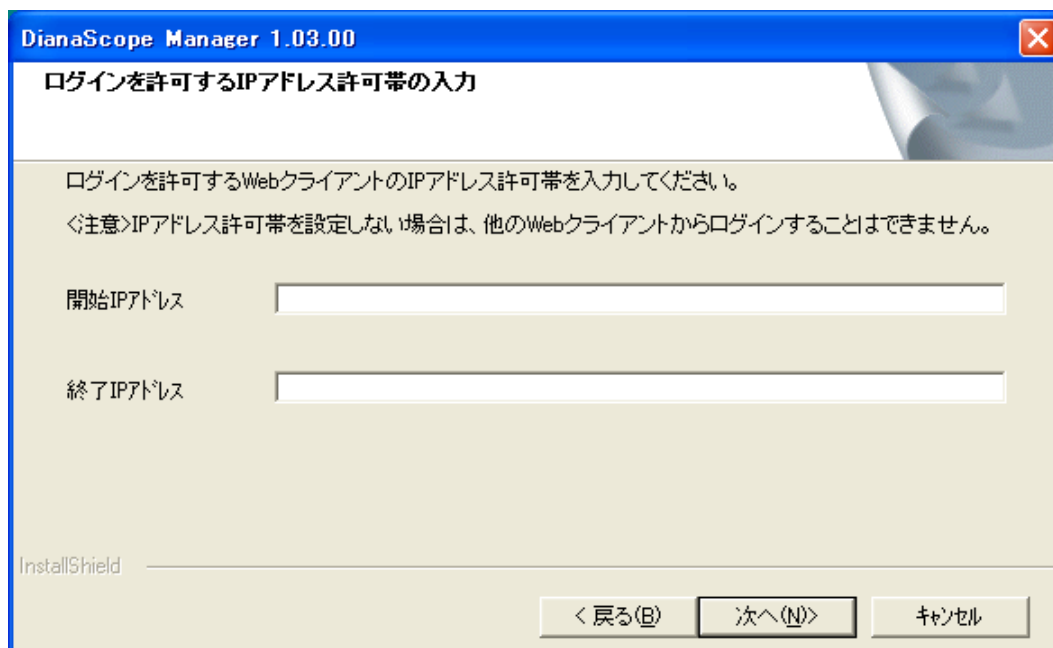 DianaScope Manager 1.03.00
ログインを許可するIPアドレス許可帯の入力
ログインを許可するWebクライアントのIPアドレス許可帯を入力してください。
<注意>IPアドレス許可帯を設定しない場合は、他のWebクライアントからログインすることはできません。
開始IPアドレス
終了IPアドレス
InstallShield
< 戻る(B)
次へ(N)>
キャンセル